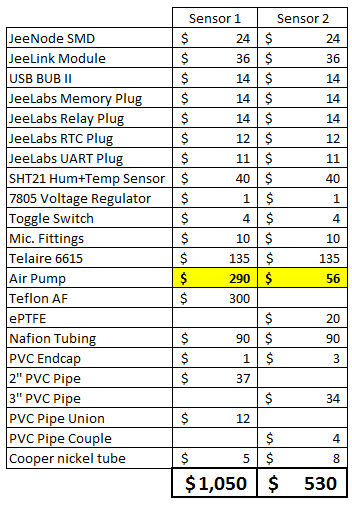 Sensor 1 Sensor 2
JeeNode SMD $ 24 $ 24
JeeLink Module $ 36 $ 36
USB BUB II $ 14 $ 14
JeeLabs Memory Plug $ 14 $ 14
JeeLabs Relay Plug $ 14 $ 14
JeeLabs RTC Plug $ 12 $ 12
JeeLabs UART Plug $ 11 $ 11
SHT21 Hum+Temp Sensor $ 40 $ 40
7805 Voltage Regulator $ 1 $ 1
Toggle Switch $ 4 $ 4
Mic. Fittings $ 10 $ 10
Telaire 6615 $ 135 $ 135
Air Pump $ 290 $ 56
Teflon AF $ 300
ePTFE $ 20
Nafion Tubing $ 90 $ 90
PVC Endcap $ 1 $ 3
2" PVC Pipe $ 37
3" PVC Pipe $ 34
PVC Pipe Union $ 12
PVC Pipe Couple $ 4
Cooper nickel tube $ 5 $ 8
$1,050 $ 530